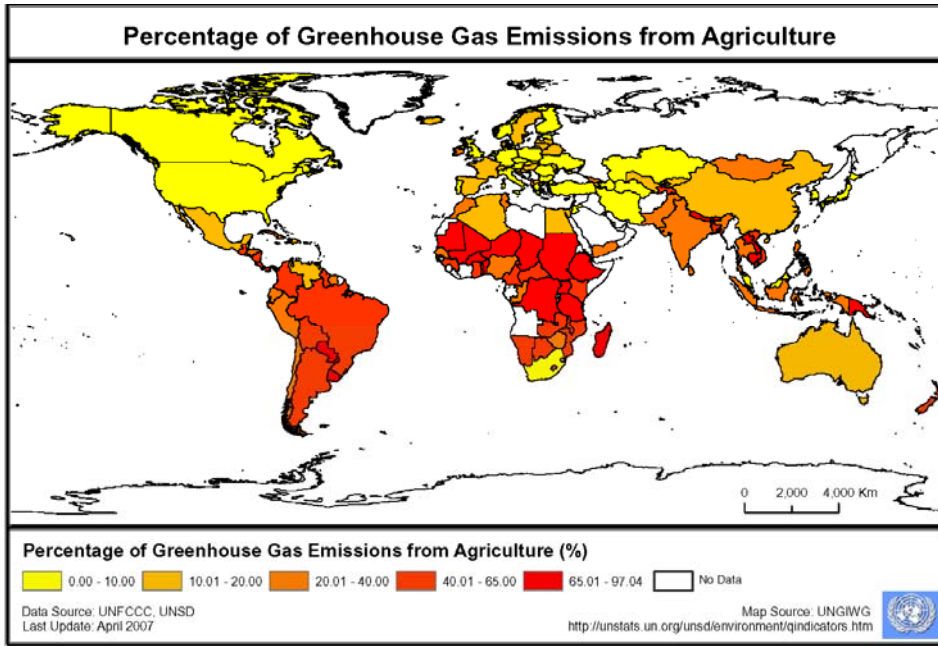 Percentage of Greenhouse Gas Emissions from Agriculture
0 2,000 4,000 Km
Percentage of Greenhouse Gas Emissions from Agriculture (%)
0.00 - 10.00 10.01 - 20.00 20.01 - 40.00 40.01 - 65.00 65.01 - 97.04 No Data
Data Source: UNFCCC, UNSD Map Source: UNGIWG
Last Update: April 2007 http://unstats.un.org/unsd/environment/qindicators.htm